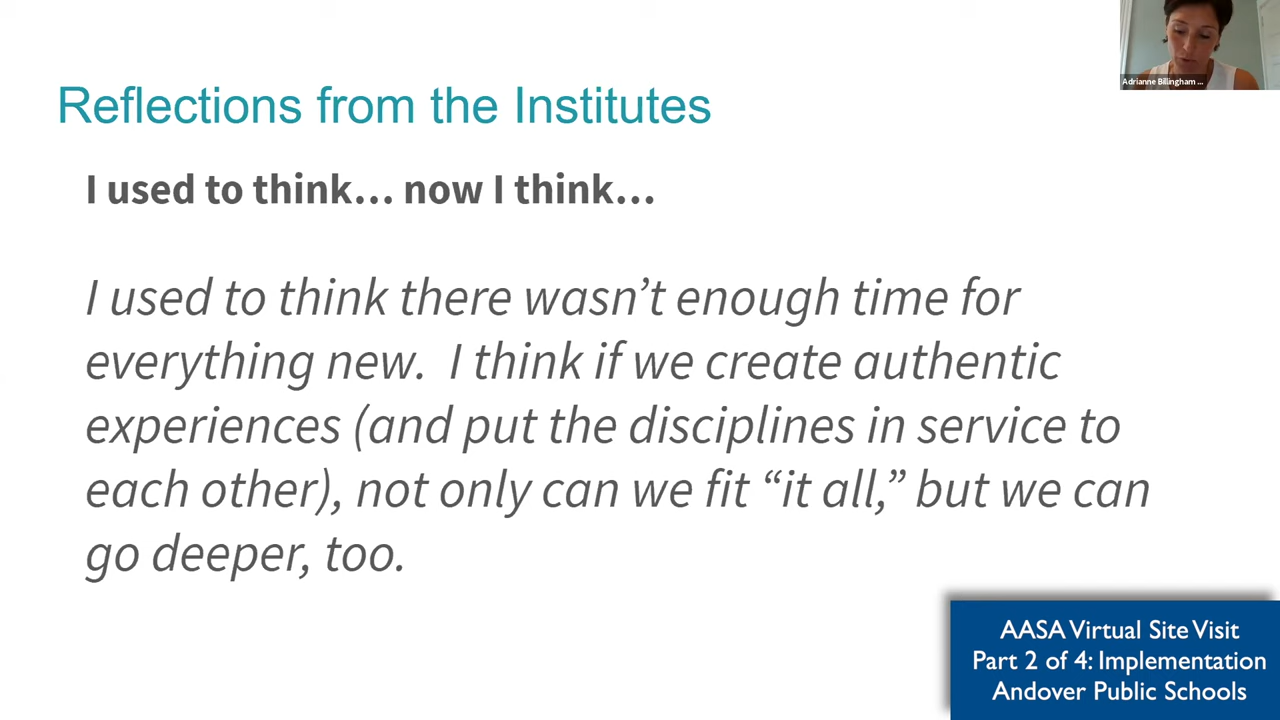 Adrianne Billingham ...
Reflections from the Institutes
I used to think… now I think…
I used to think there wasn’t enough time for
everything new.  I think if we create authentic
experiences (and put the disciplines in service to
each other), not only can we fit “it all,” but we can
go deeper, too.
AASA Virtual Site Visit
Part 2 of 4: Implementation
Andover Public Schools